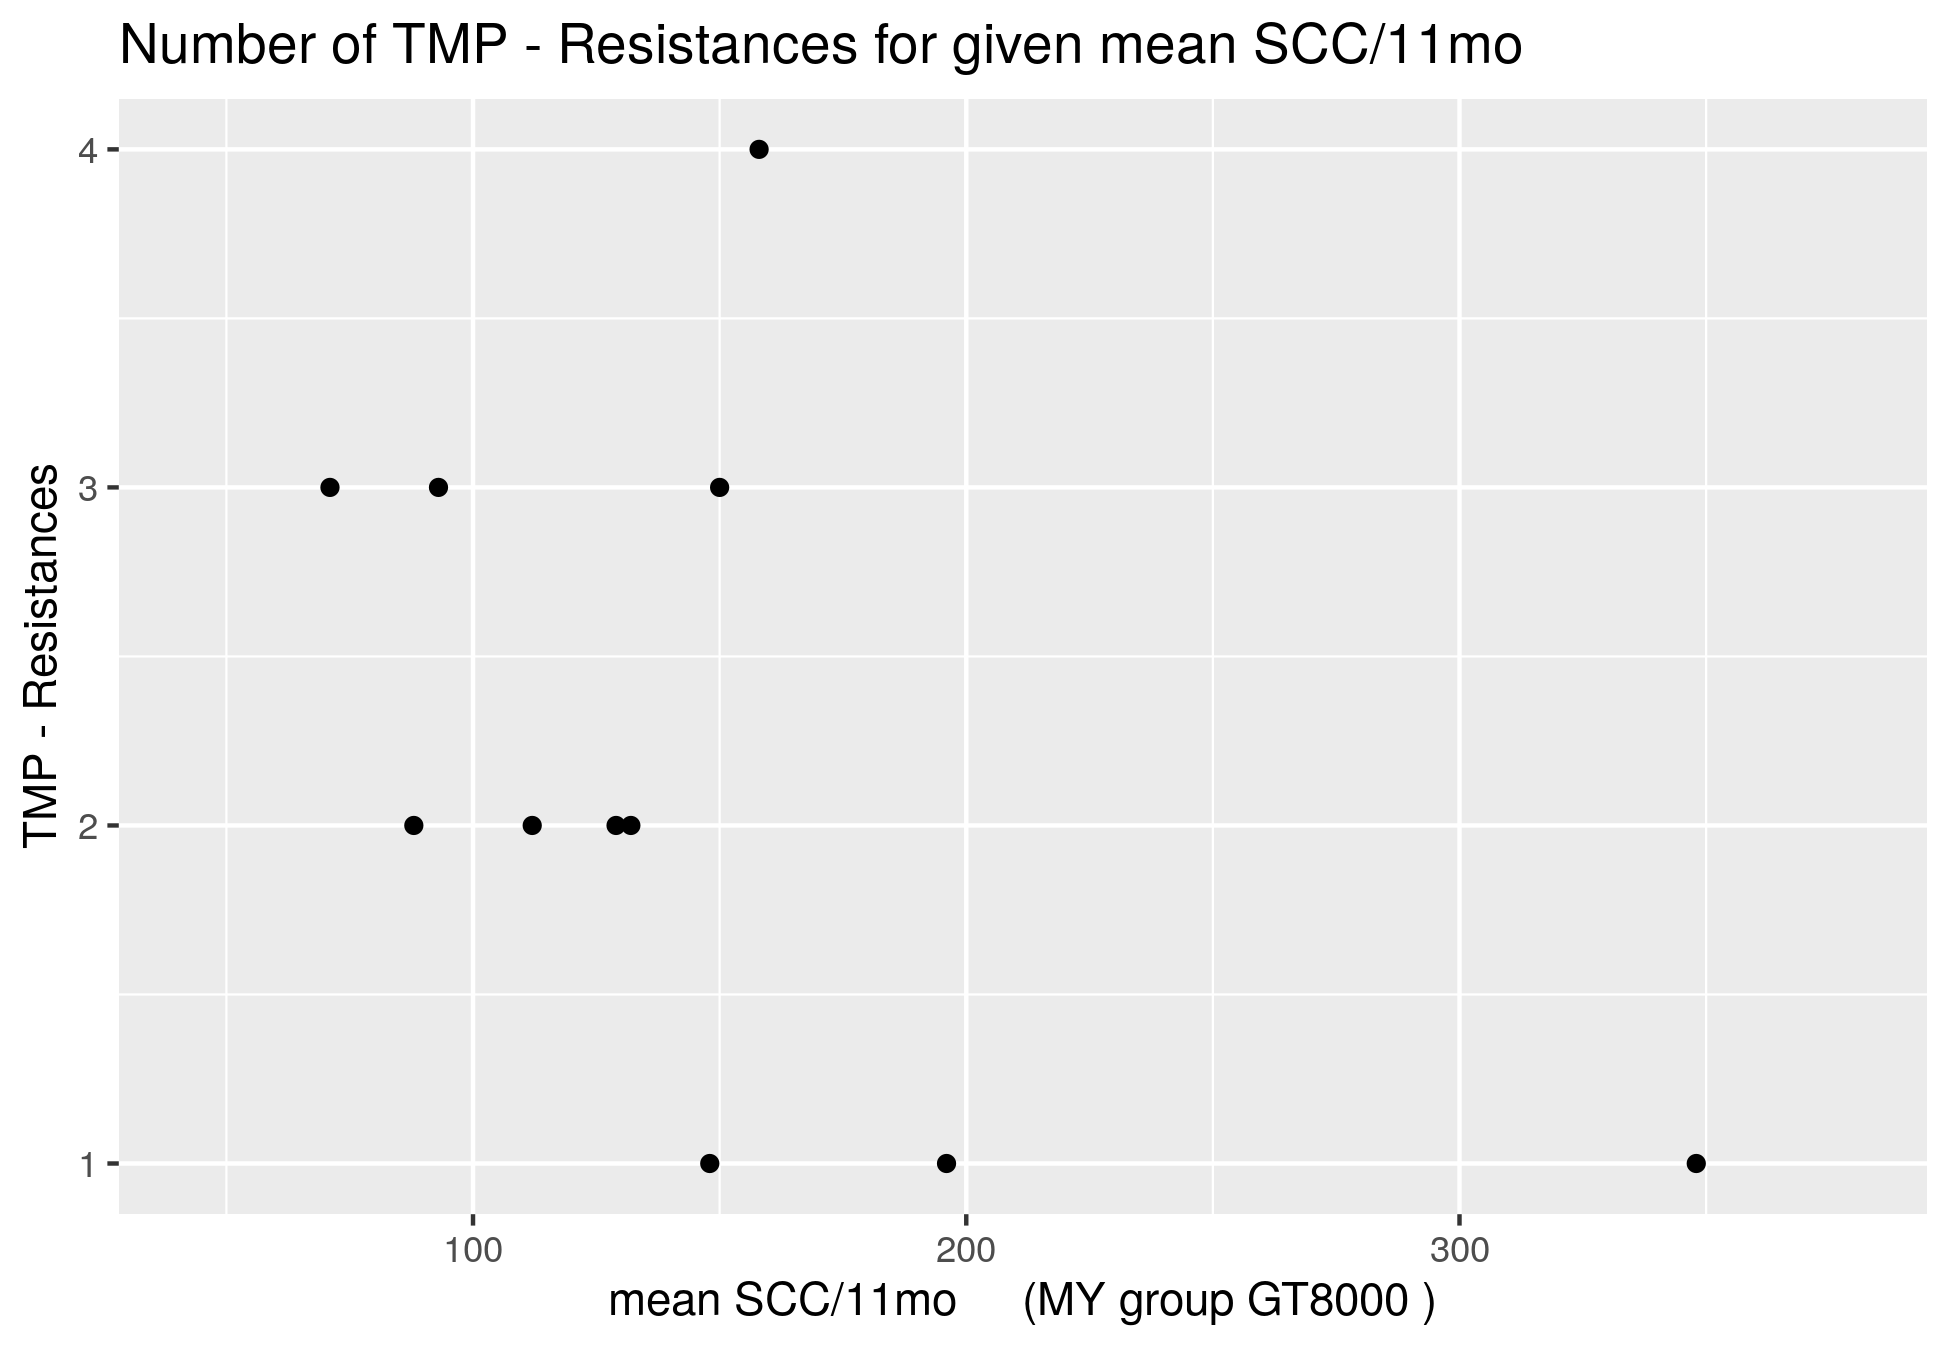 Number of TMP - Resistances for given mean SCC/11mo
TMP - Resistances
4
3
2
1
100 200 300
mean SCC/11mo (MY group GT8000 )